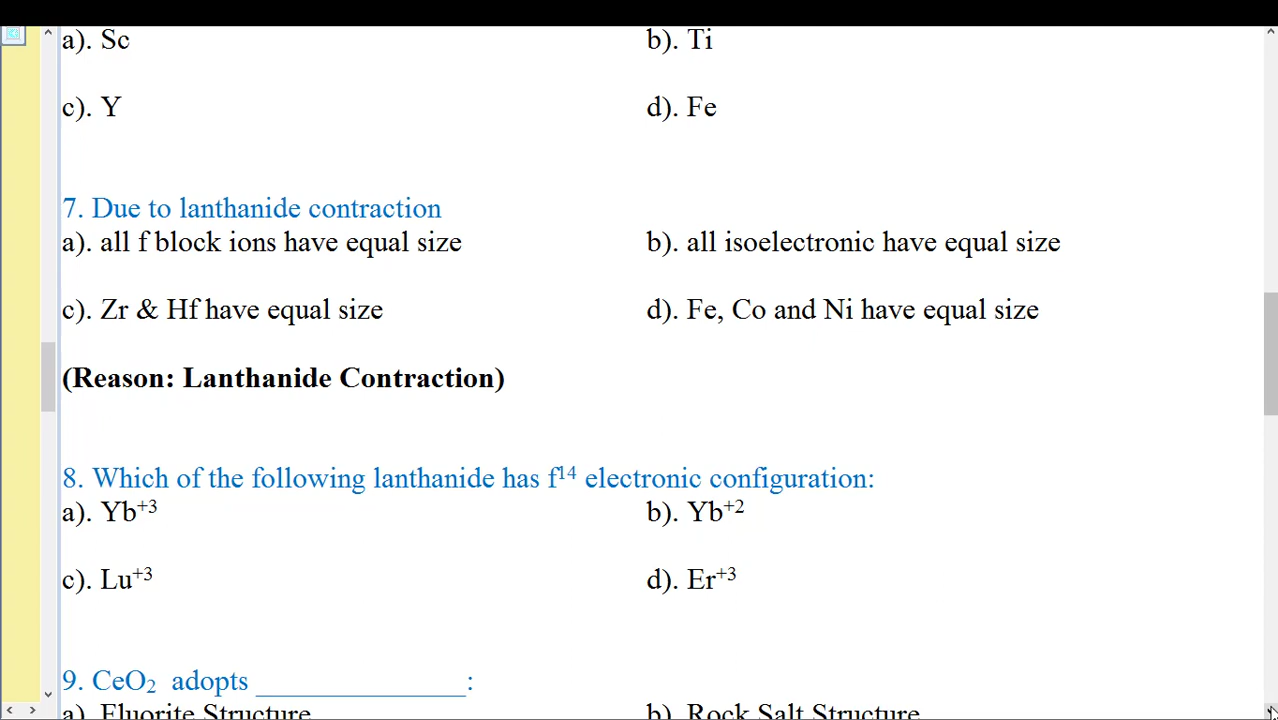 a). Sc b). Ti
c). Y d). Fe
7. Due to lanthanide contraction
a). all f block ions have equal size b). all isoelectronic have equal size
c). Zr & Hf have equal size d). Fe, Co and Ni have equal size
(Reason: Lanthanide Contraction)
8. Which of the following lanthanide has f¹⁴ electronic configuration:
a). Yb⁺³ b). Yb⁺²
c). Lu⁺³ d). Er⁺³
9. CeO₂ adopts _______________:
a). Fluorite Structure b). Rock Salt Structure